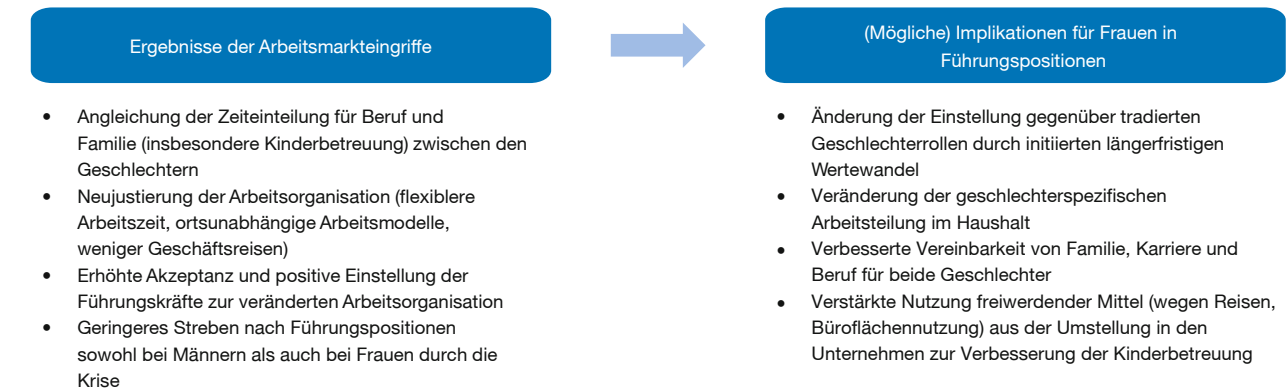 Ergebnisse der Arbeitsmarkteingriffe
• Angleichung der Zeiteinteilung für Beruf und
Familie (insbesondere Kinderbetreuung) zwischen den
Geschlechtern
• Neujustierung der Arbeitsorganisation (flexiblere
Arbeitszeit, ortsunabhängige Arbeitsmodelle,
weniger Geschäftsreisen)
• Erhöhte Akzeptanz und positive Einstellung der
Führungskräfte zur veränderten Arbeitsorganisation
• Geringeres Streben nach Führungspositionen
sowohl bei Männern als auch bei Frauen durch die
Krise
(Mögliche) Implikationen für Frauen in
Führungspositionen
• Änderung der Einstellung gegenüber tradierten
Geschlechterrollen durch initiierten längerfristigen
Wertewandel
• Veränderung der geschlechterspezifischen
Arbeitsteilung im Haushalt
• Verbesserte Vereinbarkeit von Familie, Karriere und
Beruf für beide Geschlechter
• Verstärkte Nutzung freiwerdender Mittel (wegen Reisen,
Büroflächennutzung) aus der Umstellung in den
Unternehmen zur Verbesserung der Kinderbetreuung